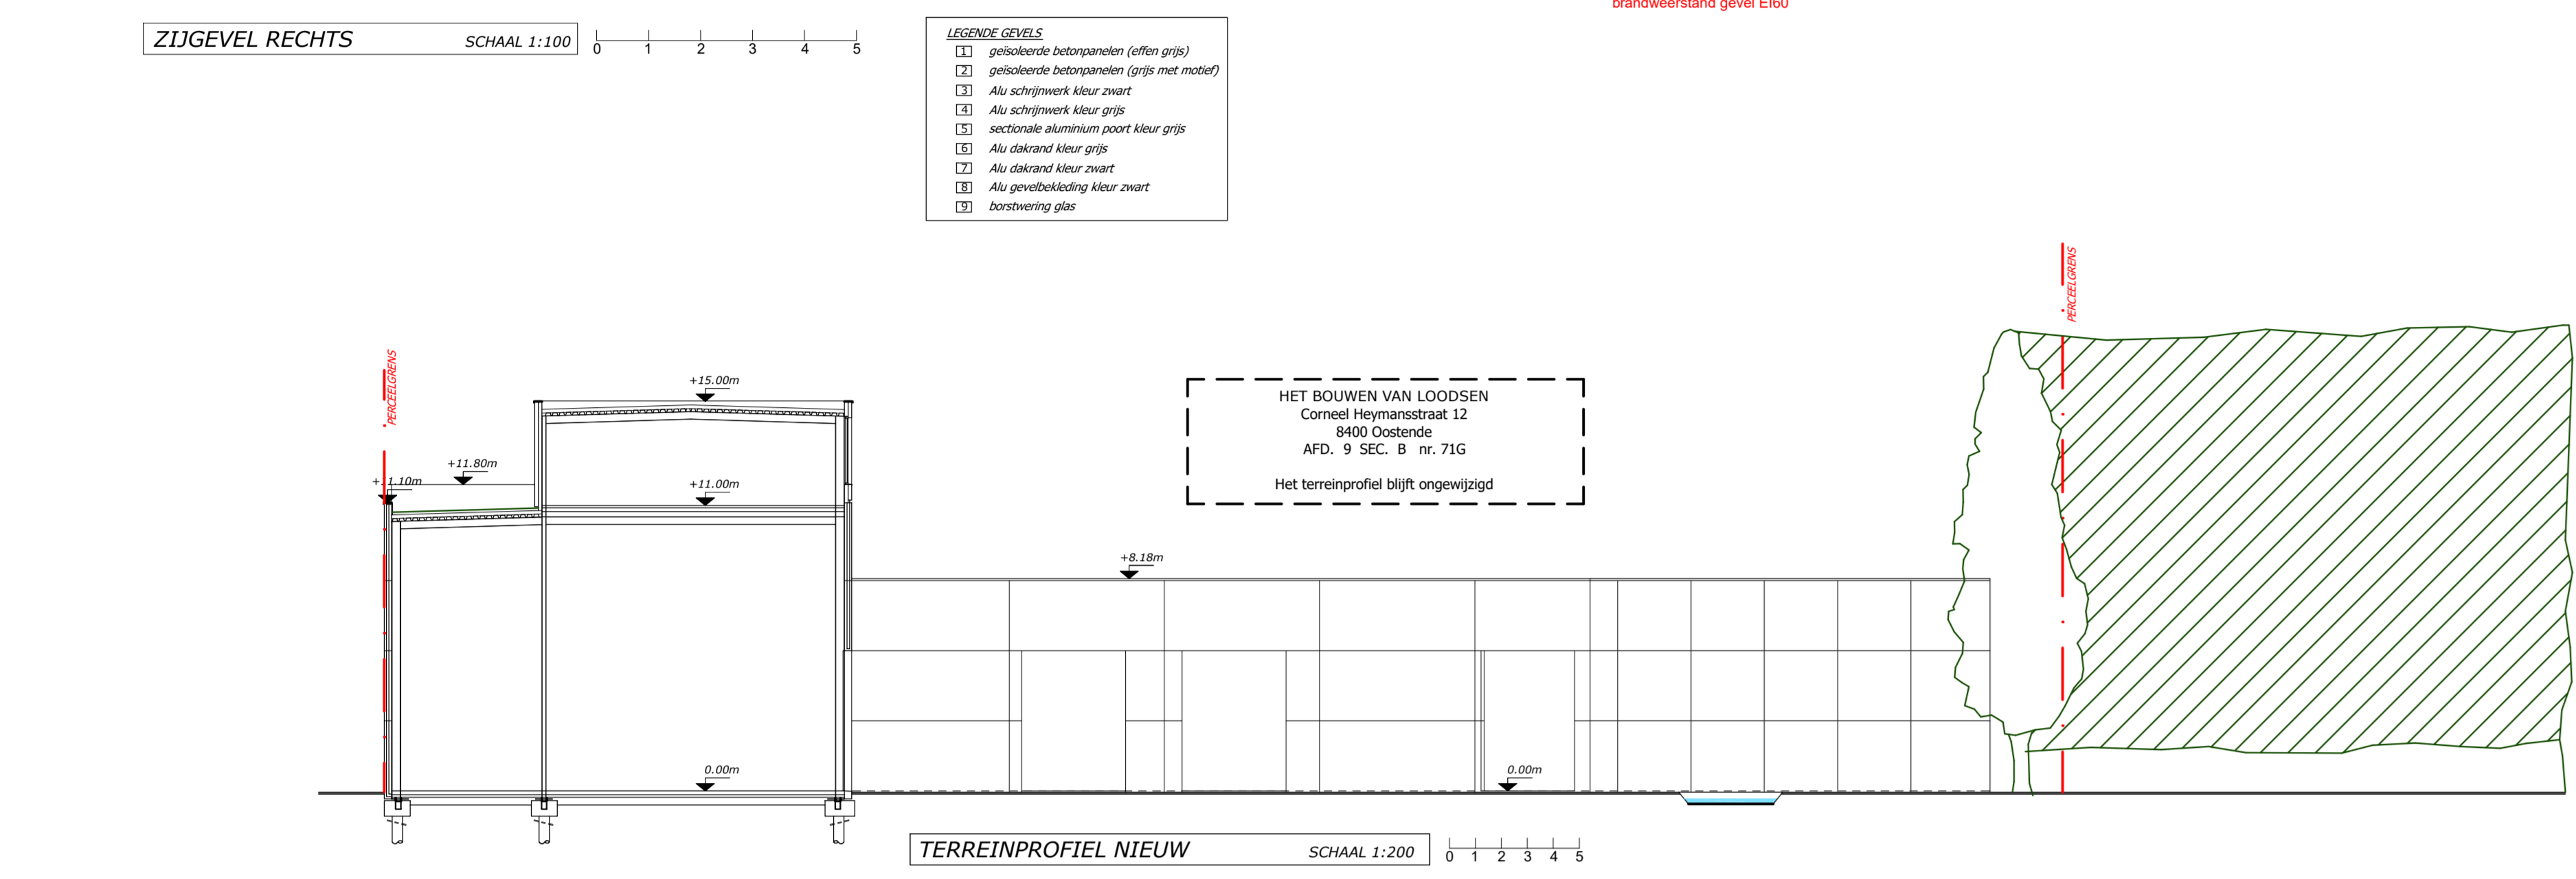 brandweerstand gevel EI60
ZIJGEVEL RECHTS SCHAAL 1:100
0 1 2 3 4 5
LEGENDE GEVELS
1 geïsoleerde betonpanelen (effen grijs)
2 geïsoleerde betonpanelen (grijs met motief)
3 Alu schrijnwerk kleur zwart
4 Alu schrijnwerk kleur grijs
5 sectionale aluminium poort kleur grijs
6 Alu dakrand kleur grijs
7 Alu dakrand kleur zwart
8 Alu gevelbekleding kleur zwart
9 borstwering glas
PERCEELGRENS
PERCEELGRENS
+15.00m
+11.80m
+11.10m
+11.00m
HET BOUWEN VAN LOODSEN
Corneel Heymansstraat 12
8400 Oostende
AFD. 9 SEC. B nr. 71G
Het terreinprofiel blijft ongewijzigd
+8.18m
0.00m
0.00m
TERREINPROFIEL NIEUW SCHAAL 1:200
0 1 2 3 4 5